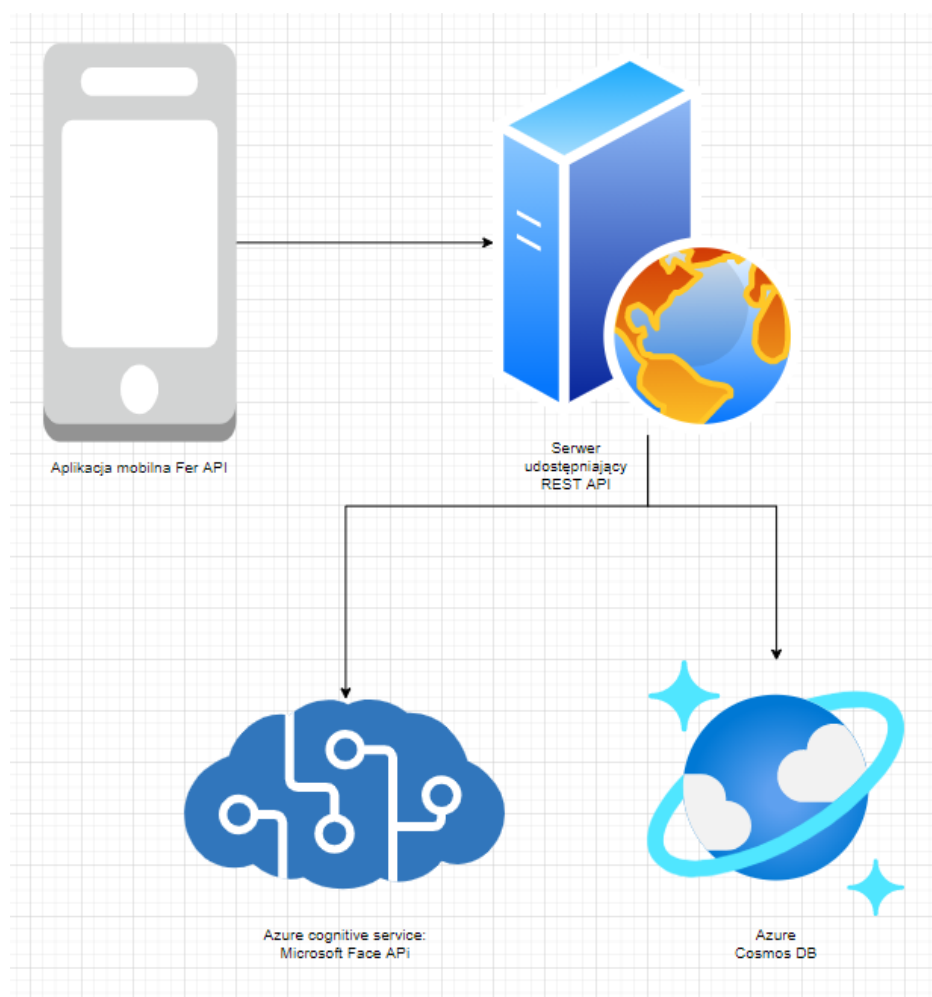 Aplikacja mobilna Fer API
Serwer
udostępniający
REST API
Azure cognitive service:
Microsoft Face APi
Azure
Cosmos DB